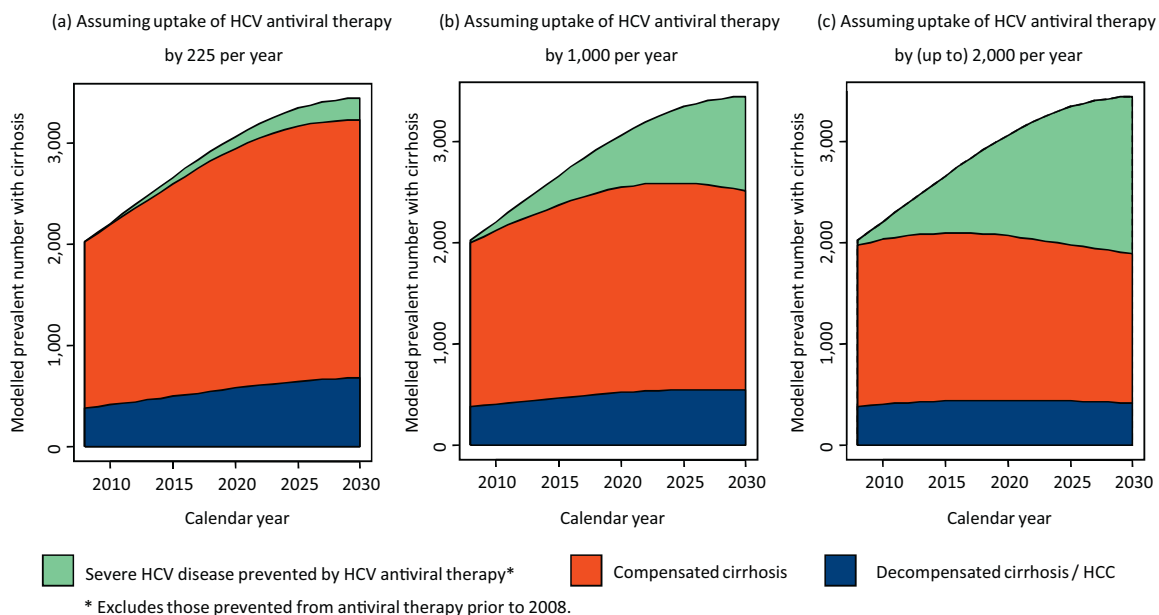 (a) Assuming uptake of HCV antiviral therapy
by 225 per year
(b) Assuming uptake of HCV antiviral therapy
by 1,000 per year
(c) Assuming uptake of HCV antiviral therapy
by (up to) 2,000 per year
Modelled prevalent number with cirrhosis
3,000
2,000
1,000
0
2010 2015 2020 2025 2030
Calendar year
Modelled prevalent number with cirrhosis
3,000
2,000
1,000
0
2010 2015 2020 2025 2030
Calendar year
Modelled prevalent number with cirrhosis
3,000
2,000
1,000
0
2010 2015 2020 2025 2030
Calendar year
Severe HCV disease prevented by HCV antiviral therapy*
Compensated cirrhosis
Decompensated cirrhosis / HCC
* Excludes those prevented from antiviral therapy prior to 2008.